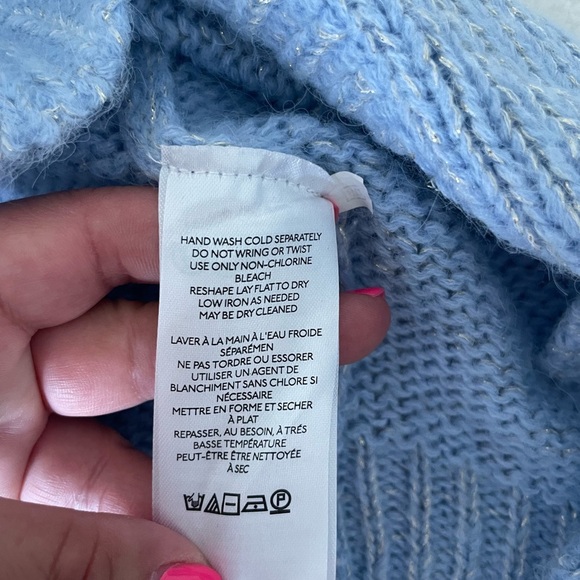 HAND WASH COLD SEPARATELY
DO NOT WRING OR TWIST
USE ONLY NON-CHLORINE
BLEACH
RESHAPE LAY FLAT TO DRY
LOW IRON AS NEEDED
MAY BE DRY CLEANED
LAVER À LA MAIN À L'EAU FROIDE
SÉPARÉMEN
NE PAS TORDRE OU ESSORER
UTILISER UN AGENT DE
BLANCHIMENT SANS CHLORE SI
NÉCESSAIRE
METTRE EN FORME ET SECHER
À PLAT
REPASSER, AU BESOIN, À TRÉS
BASSE TEMPÉRATURE
PEUT-ÊTRE ÊTRE NETTOYÉE
À SEC
P